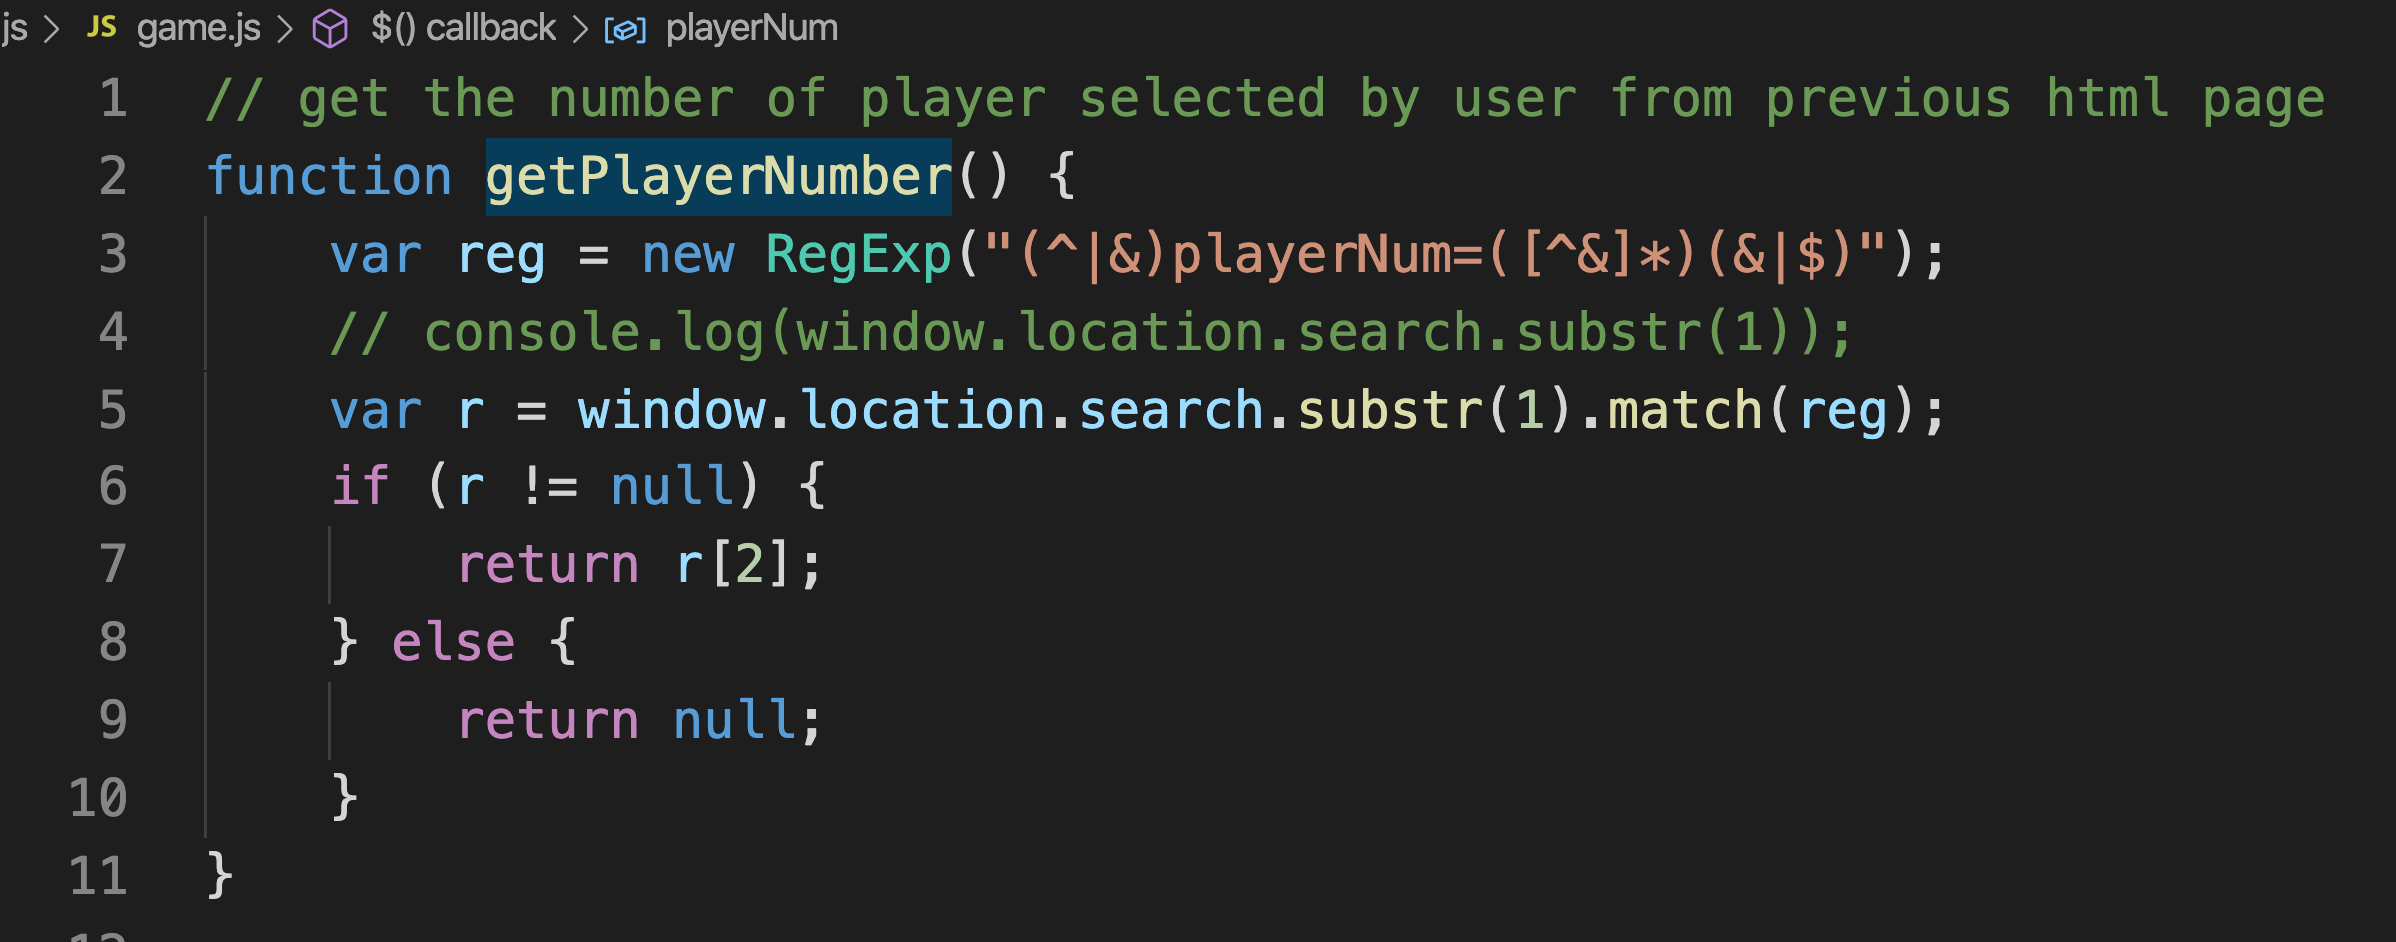 js > JS game.js > $() callback > playerNum
1 // get the number of player selected by user from previous html page
2 function getPlayerNumber() {
3     var reg = new RegExp("(^|&)playerNum=([^&]*)(&|$)");
4     // console.log(window.location.search.substr(1));
5     var r = window.location.search.substr(1).match(reg);
6     if (r != null) {
7         return r[2];
8     } else {
9         return null;
10     }
11 }
12